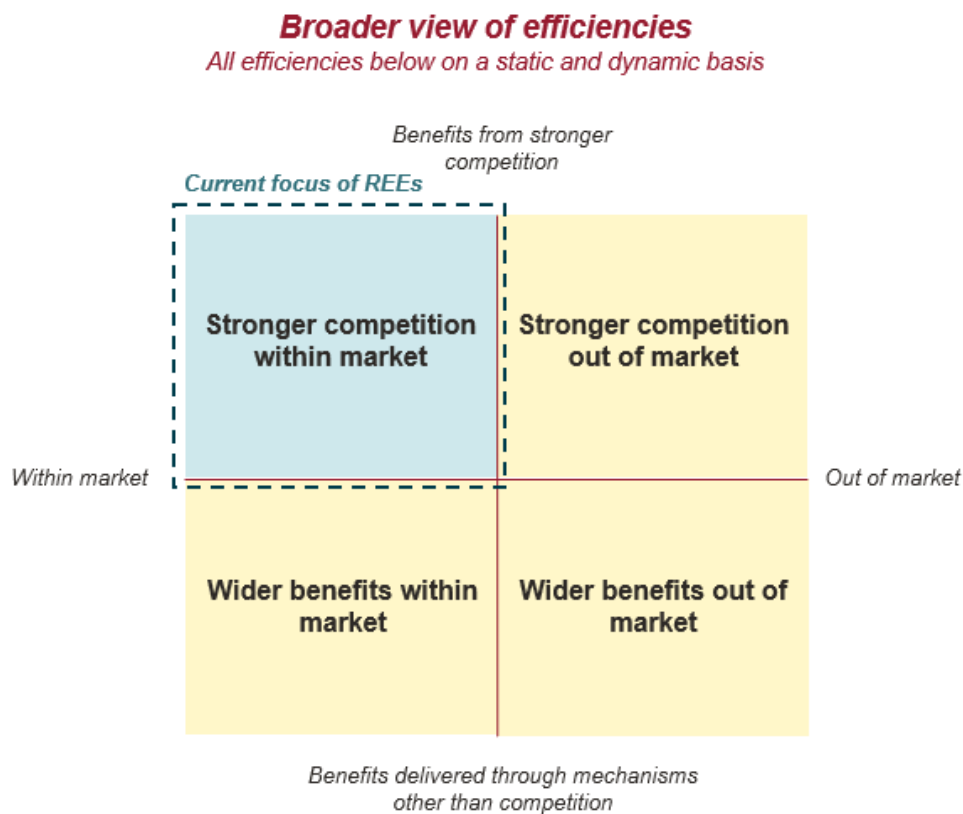 Broader view of efficiencies
All efficiencies below on a static and dynamic basis
Benefits from stronger
competition
Current focus of REEs
Stronger competition
within market
Stronger competition
out of market
Within market
Out of market
Wider benefits within
market
Wider benefits out of
market
Benefits delivered through mechanisms
other than competition